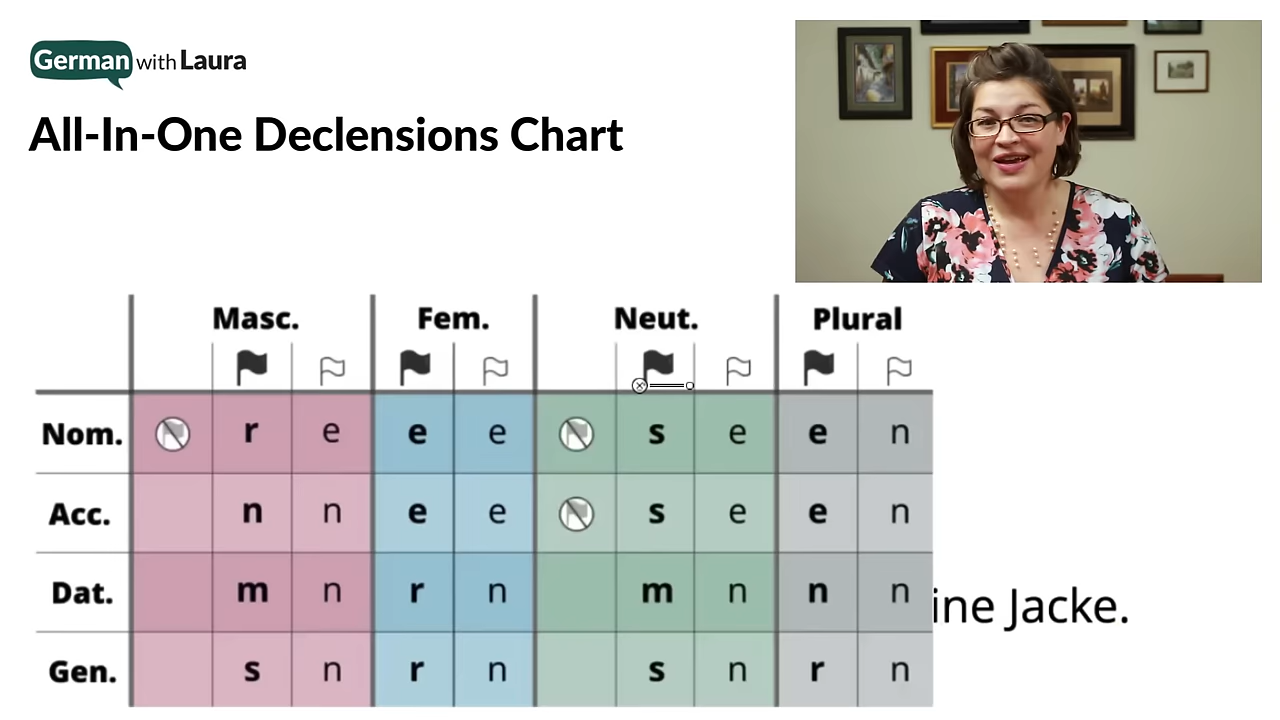 German with Laura
All-In-One Declensions Chart
Masc. Fem. Neut. Plural
Nom. r e e e s e e n
Acc. n n e e s e e n
Dat. m n r n m n n n
ine Jacke.
Gen. s n r n s n r n